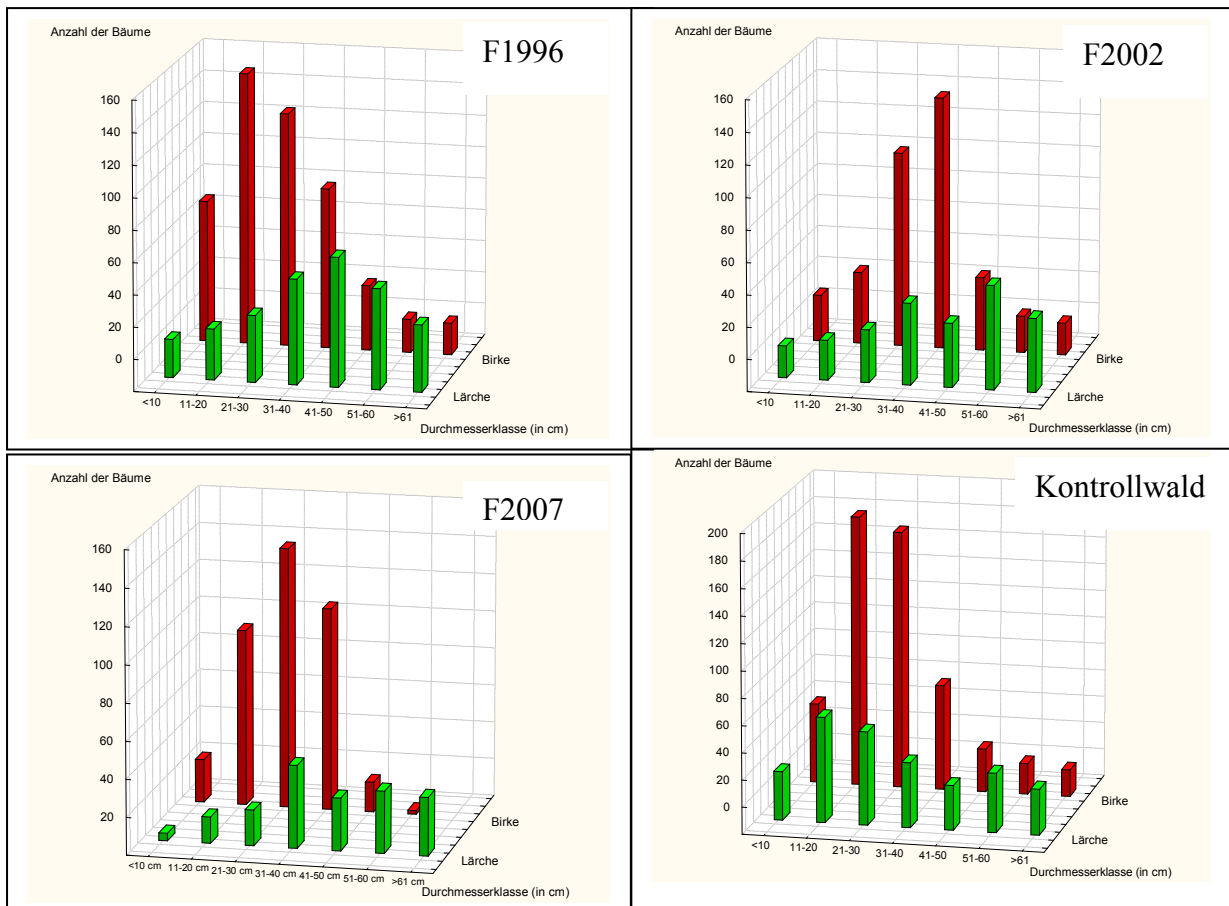 Anzahl der Bäume
F1996
160
140
120
100
80
60
40
20
0
<10
11-20
21-30
31-40
41-50
51-60
>61
Birke
Lärche
Durchmesserklasse (in cm)
Anzahl der Bäume
F2002
160
140
120
100
80
60
40
20
0
<10
11-20
21-30
31-40
41-50
51-60
>61
Birke
Lärche
Durchmesserklasse (in cm)
Anzahl der Bäume
F2007
160
140
120
100
80
60
40
20
<10 cm
11-20 cm
21-30 cm
31-40 cm
41-50 cm
51-60 cm
>61 cm
Birke
Lärche
Durchmesserklasse (in cm)
Anzahl der Bäume
Kontrollwald
200
180
160
140
120
100
80
60
40
20
0
<10
11-20
21-30
31-40
41-50
51-60
>61
Birke
Lärche
Durchmesserklasse (in cm)